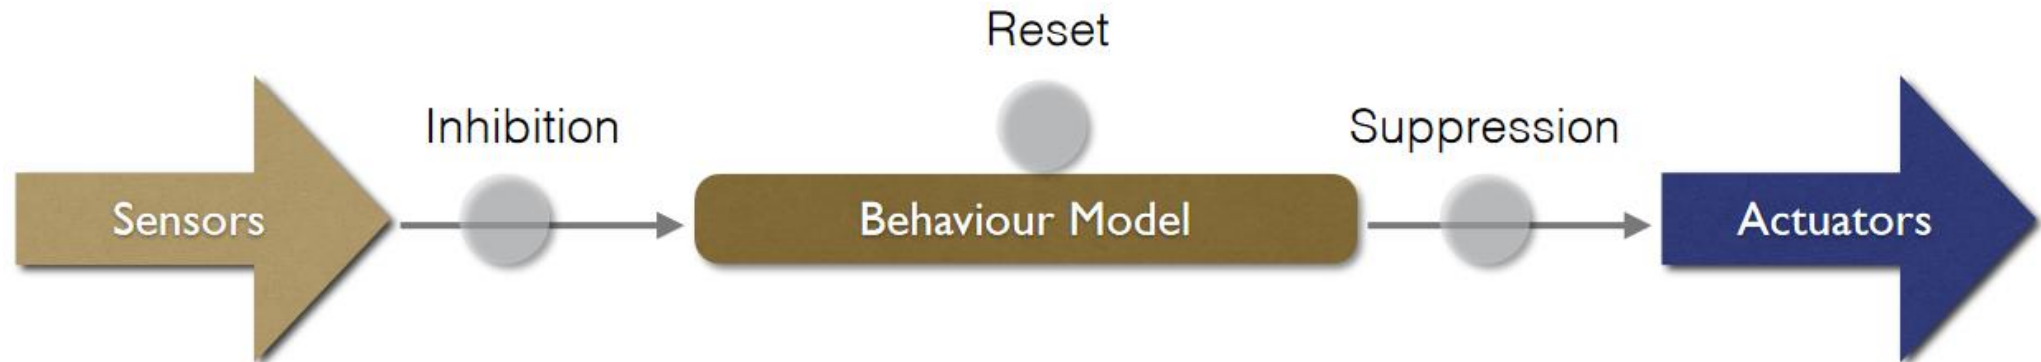 Reset
Inhibition
Suppression
Sensors
Behaviour Model
Actuators